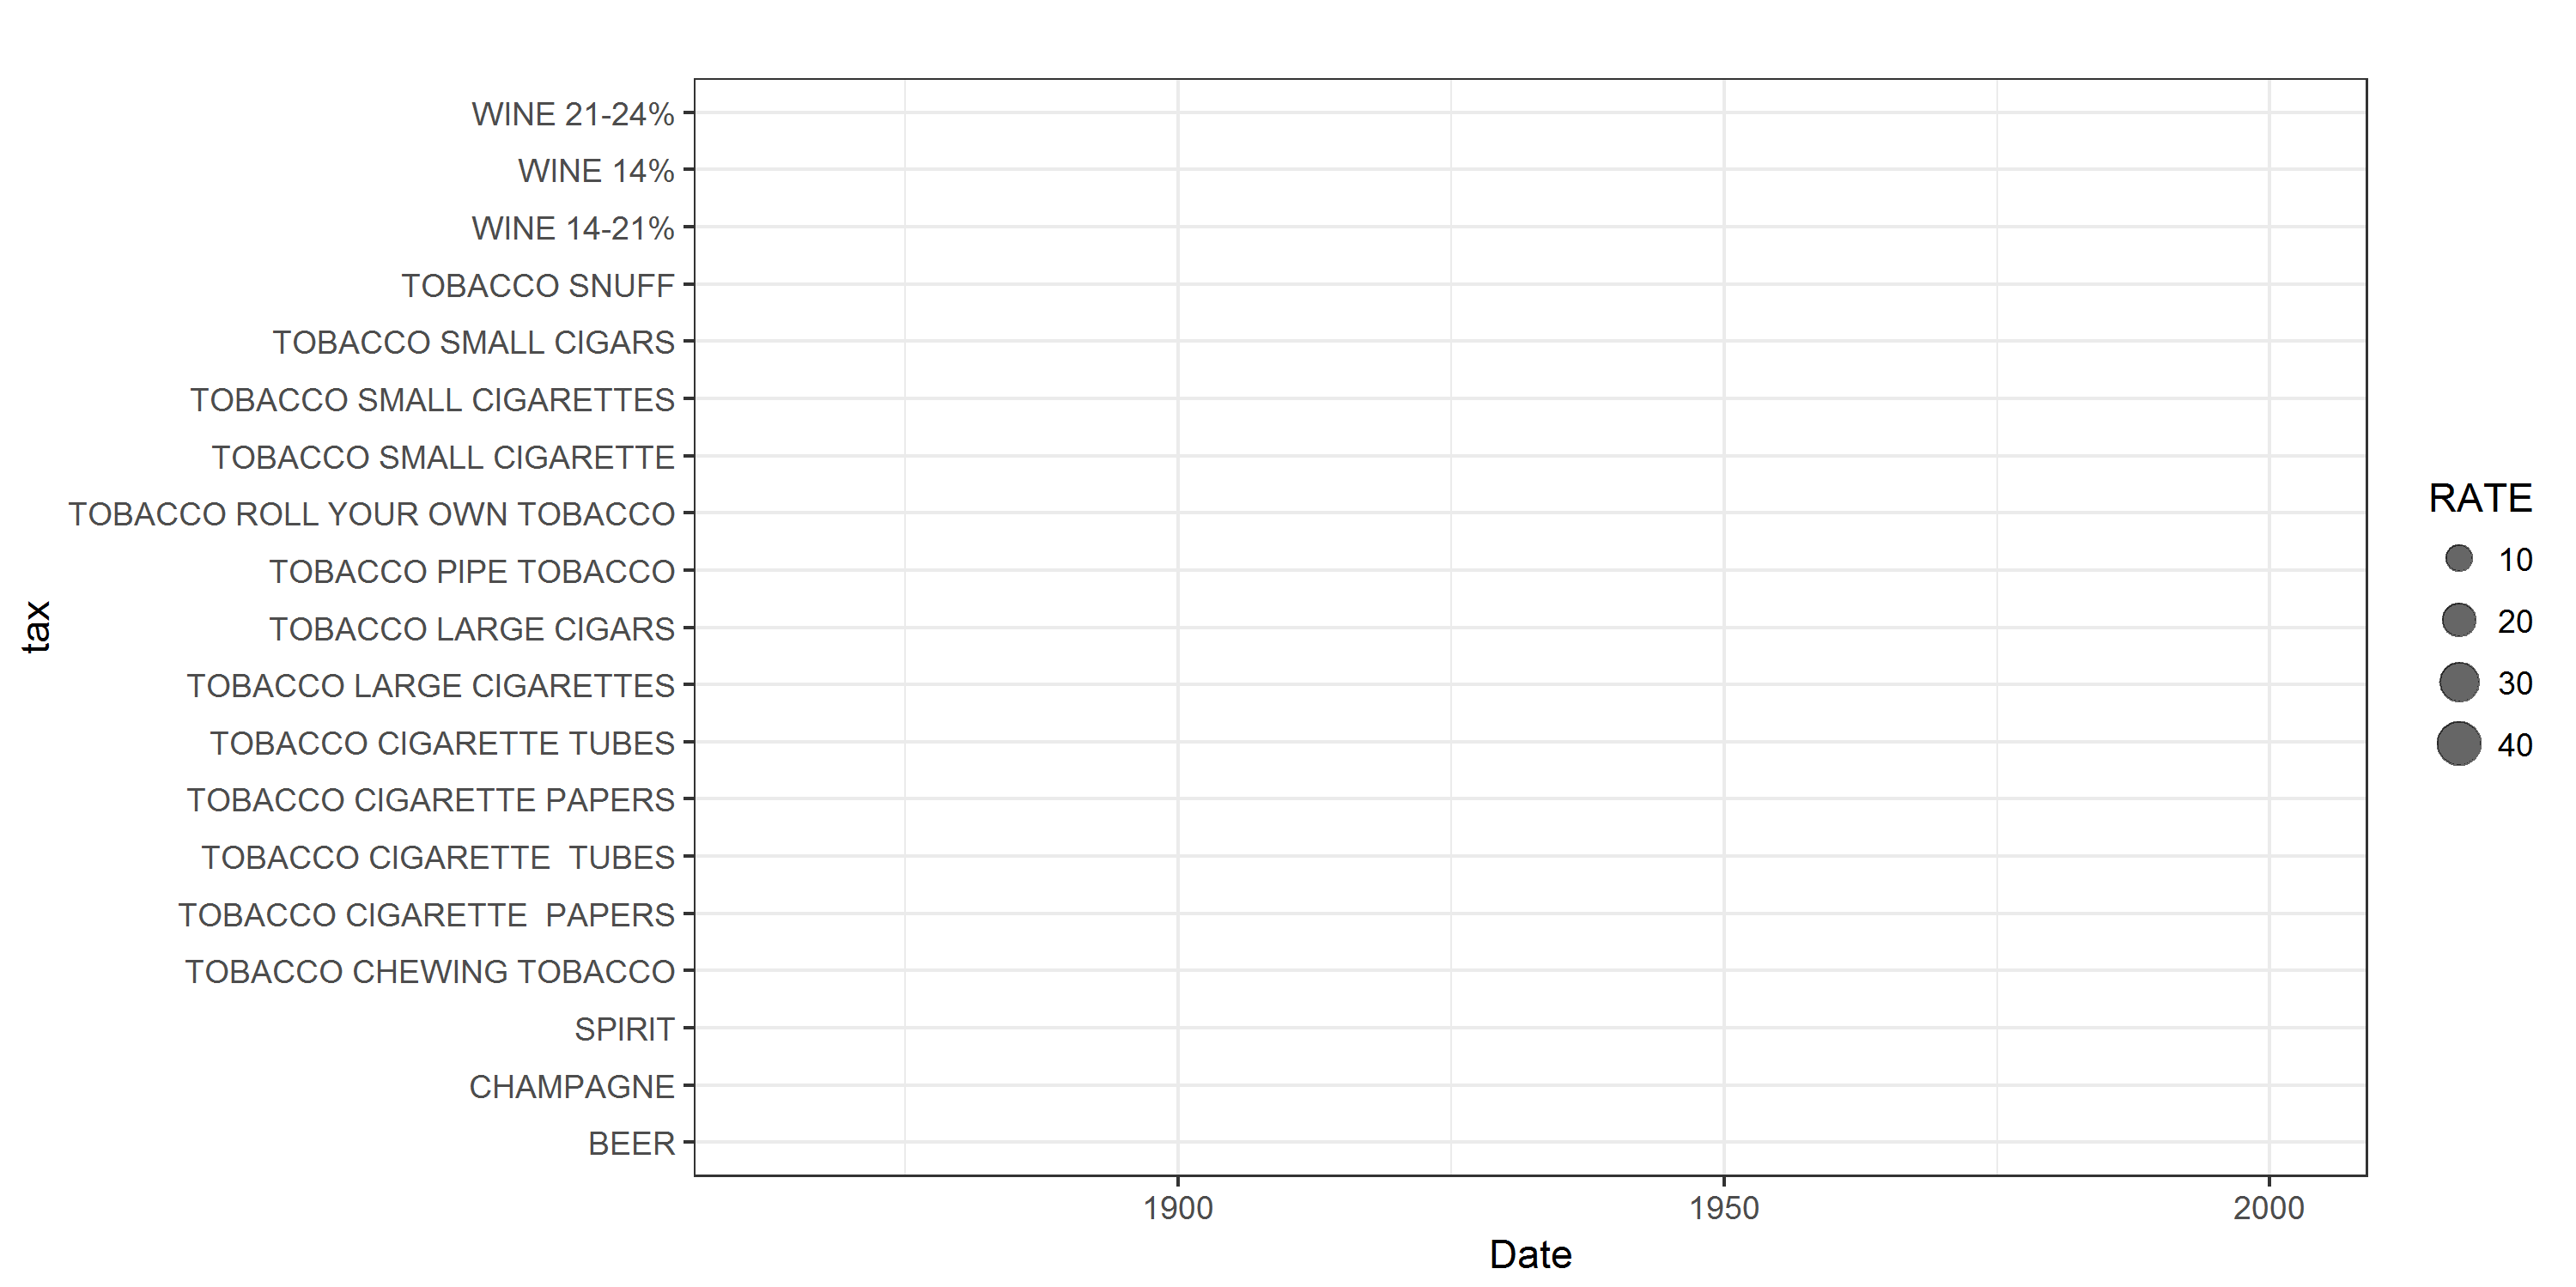 WINE 21-24%
WINE 14%
WINE 14-21%
TOBACCO SNUFF
TOBACCO SMALL CIGARS
TOBACCO SMALL CIGARETTES
TOBACCO SMALL CIGARETTE
TOBACCO ROLL YOUR OWN TOBACCO
TOBACCO PIPE TOBACCO
TOBACCO LARGE CIGARS
TOBACCO LARGE CIGARETTES
TOBACCO CIGARETTE TUBES
TOBACCO CIGARETTE PAPERS
TOBACCO CIGARETTE  TUBES
TOBACCO CIGARETTE  PAPERS
TOBACCO CHEWING TOBACCO
SPIRIT
CHAMPAGNE
BEER
tax
1900 1950 2000
Date
RATE
10
20
30
40